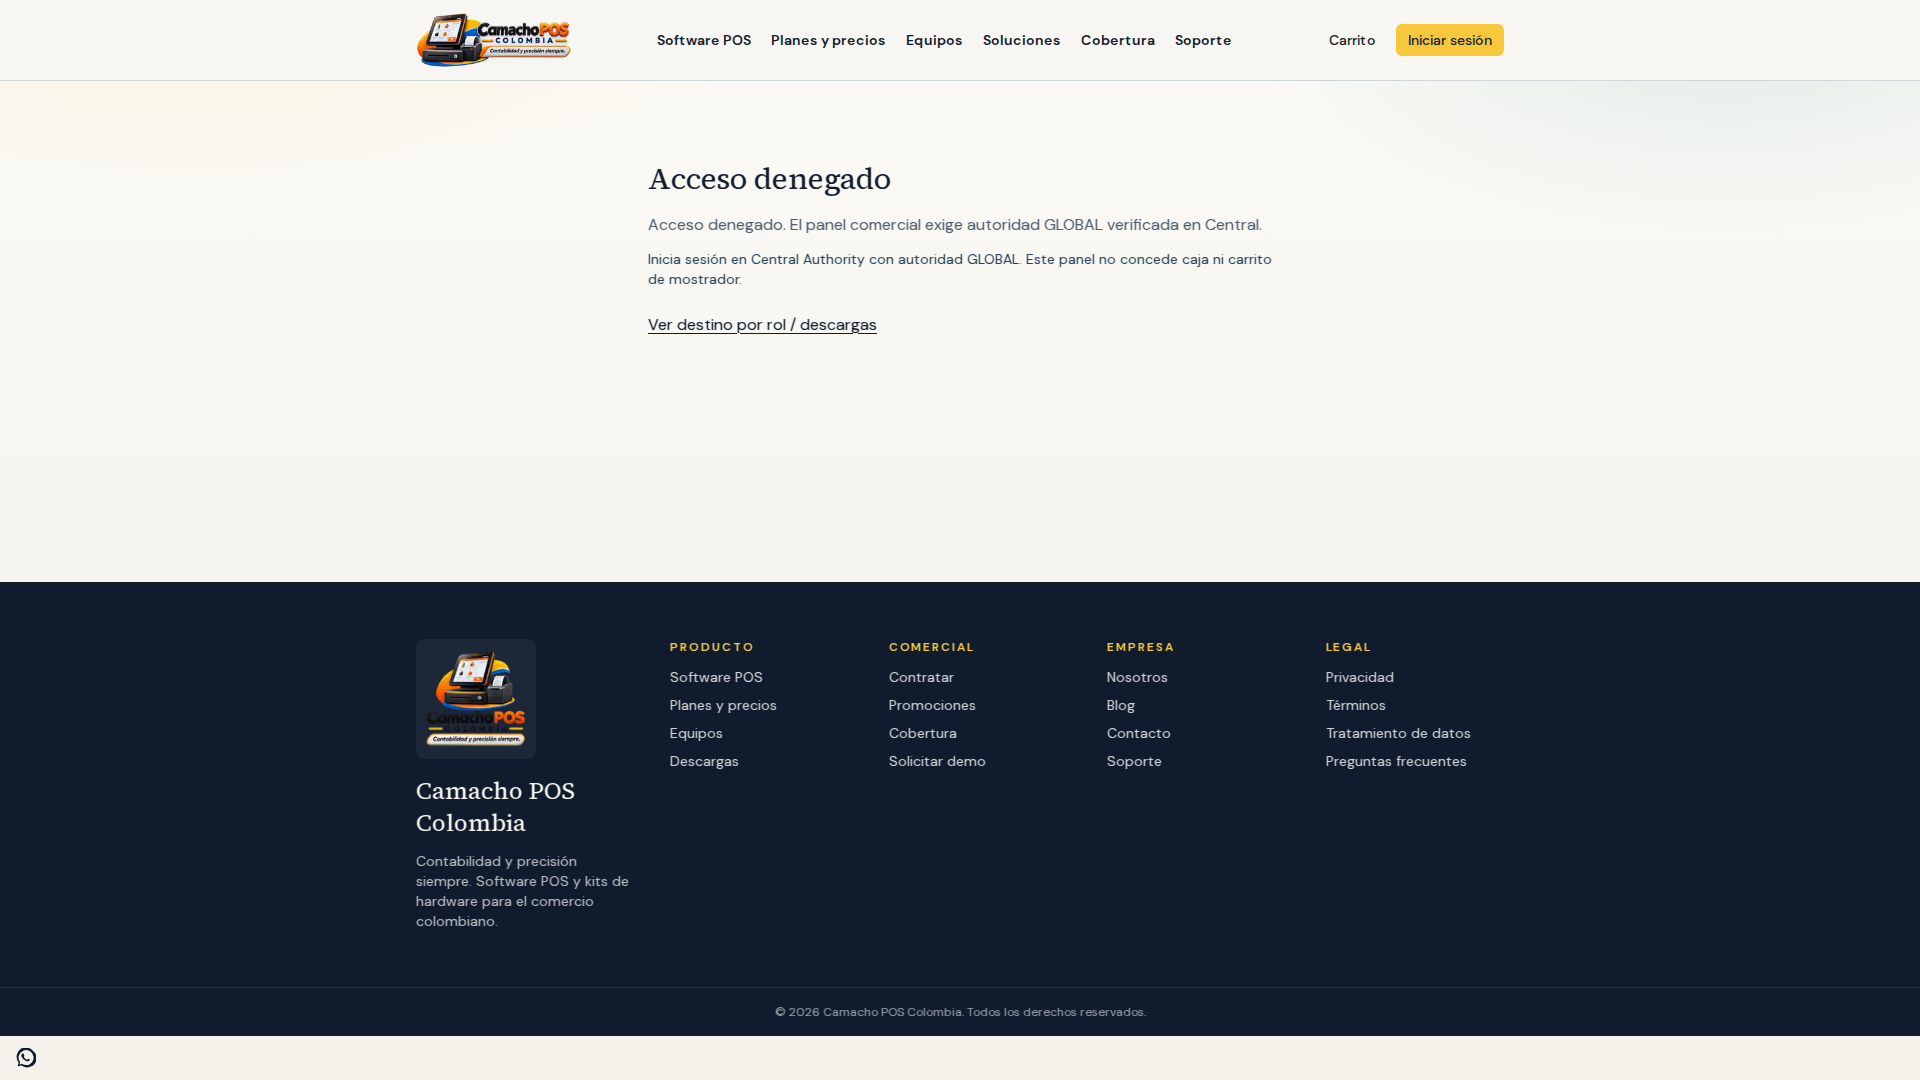 CamachoPOS
COLOMBIA
Contabilidad y precisión siempre.
Software POS
Planes y precios
Equipos
Soluciones
Cobertura
Soporte
Carrito
Iniciar sesión
Acceso denegado
Acceso denegado. El panel comercial exige autoridad GLOBAL verificada en Central.
Inicia sesión en Central Authority con autoridad GLOBAL. Este panel no concede caja ni carrito
de mostrador.
Ver destino por rol / descargas
CamachoPOS
COLOMBIA
Contabilidad y precisión siempre.
Camacho POS
Colombia
Contabilidad y precisión
siempre. Software POS y kits de
hardware para el comercio
colombiano.
PRODUCTO
Software POS
Planes y precios
Equipos
Descargas
COMERCIAL
Contratar
Promociones
Cobertura
Solicitar demo
EMPRESA
Nosotros
Blog
Contacto
Soporte
LEGAL
Privacidad
Términos
Tratamiento de datos
Preguntas frecuentes
© 2026 Camacho POS Colombia. Todos los derechos reservados.